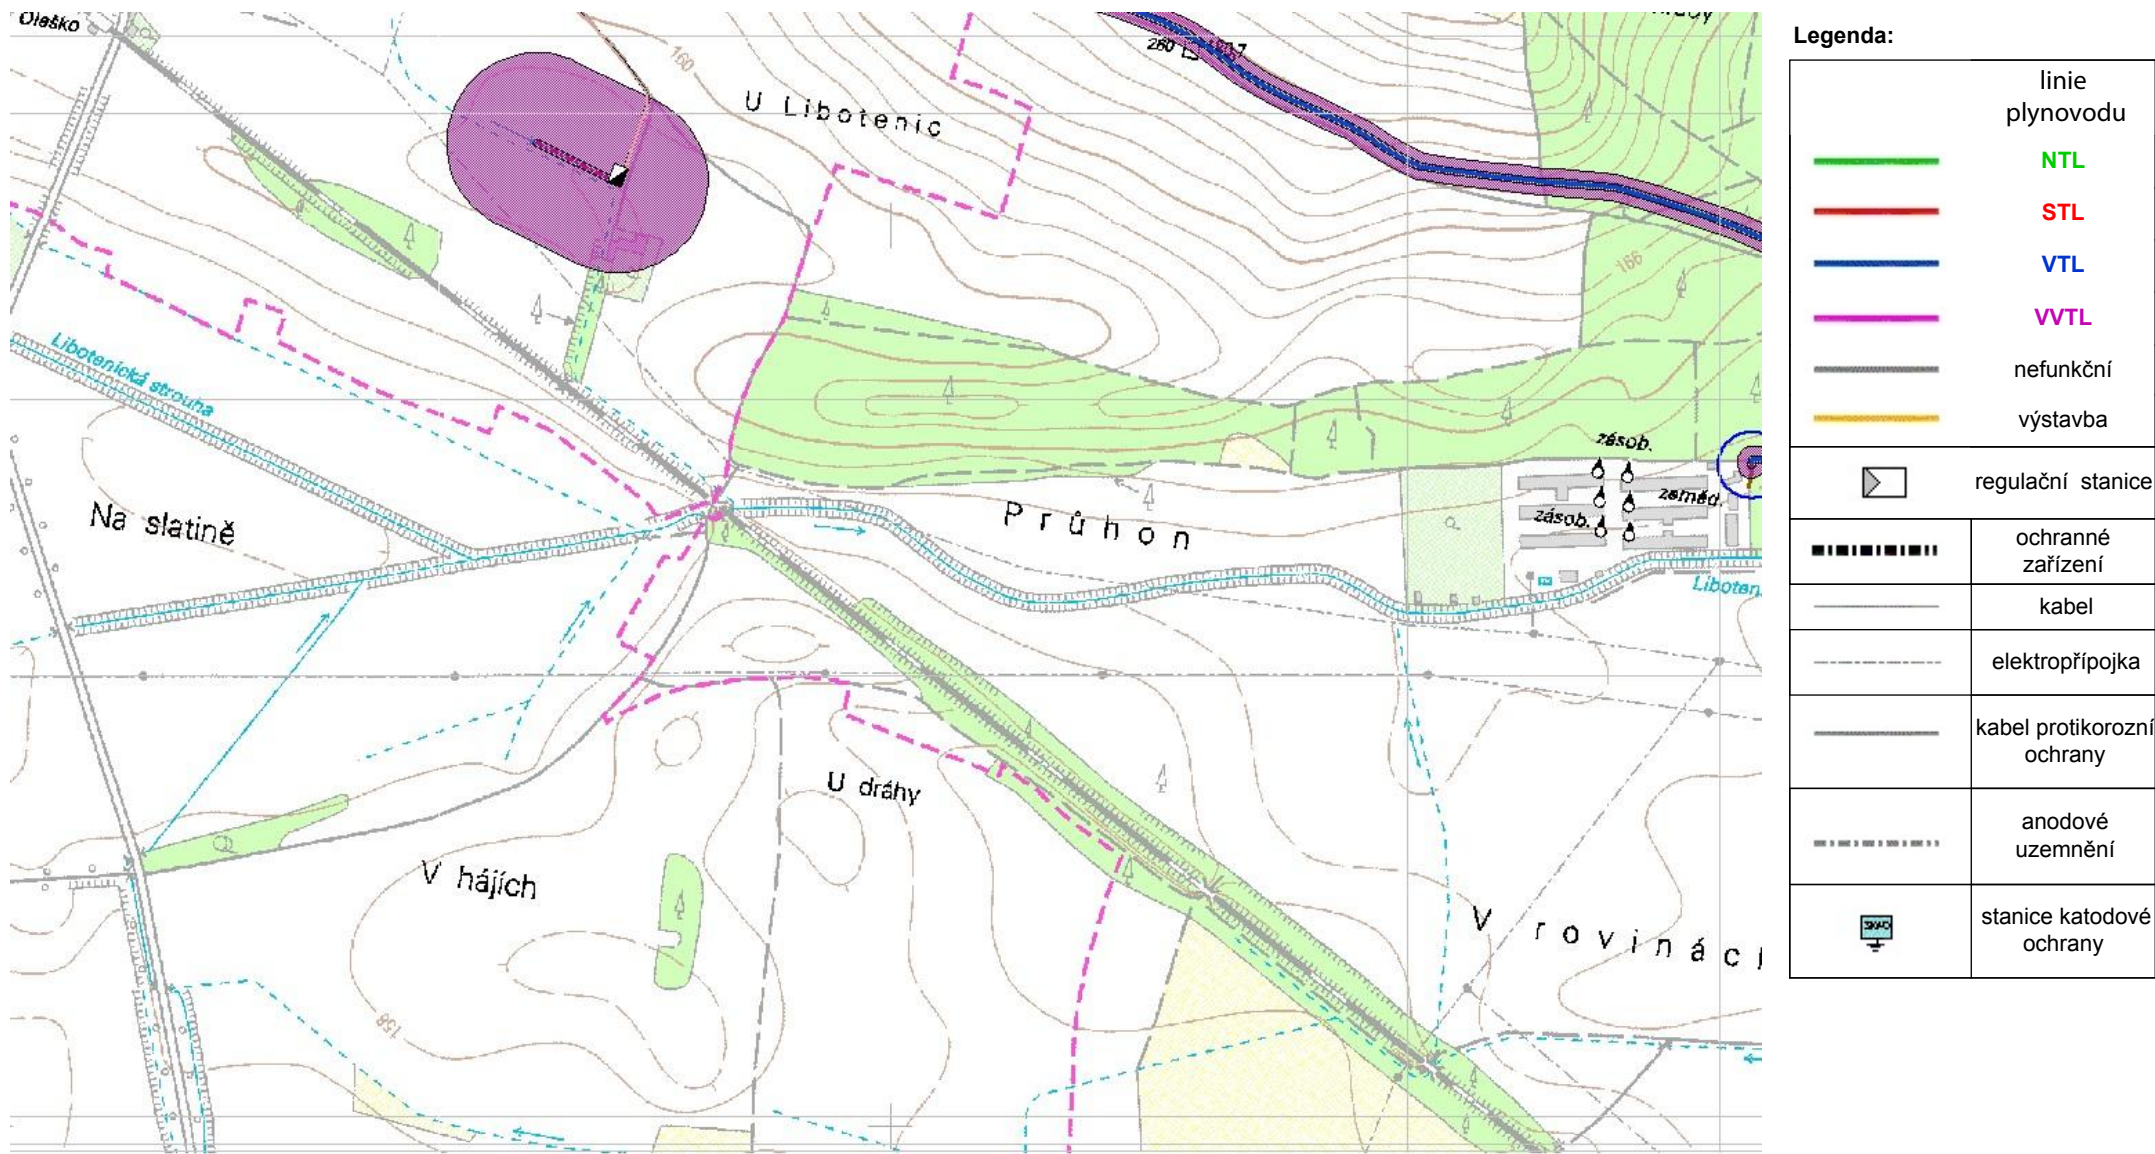 Oleško
280
160
U Libotenic
166
Libotenická strouha
Na slatině
Průhon
zásob.
zeměd.
zásob.
Liboten
U dráhy
V hájích
V rovinác
158
Legenda:
linie
plynovodu
NTL
STL
VTL
VVTL
nefunkční
výstavba
regulační stanice
ochranné
zařízení
kabel
elektropřípojka
kabel protikorozní
ochrany
anodové
uzemnění
stanice katodové
ochrany